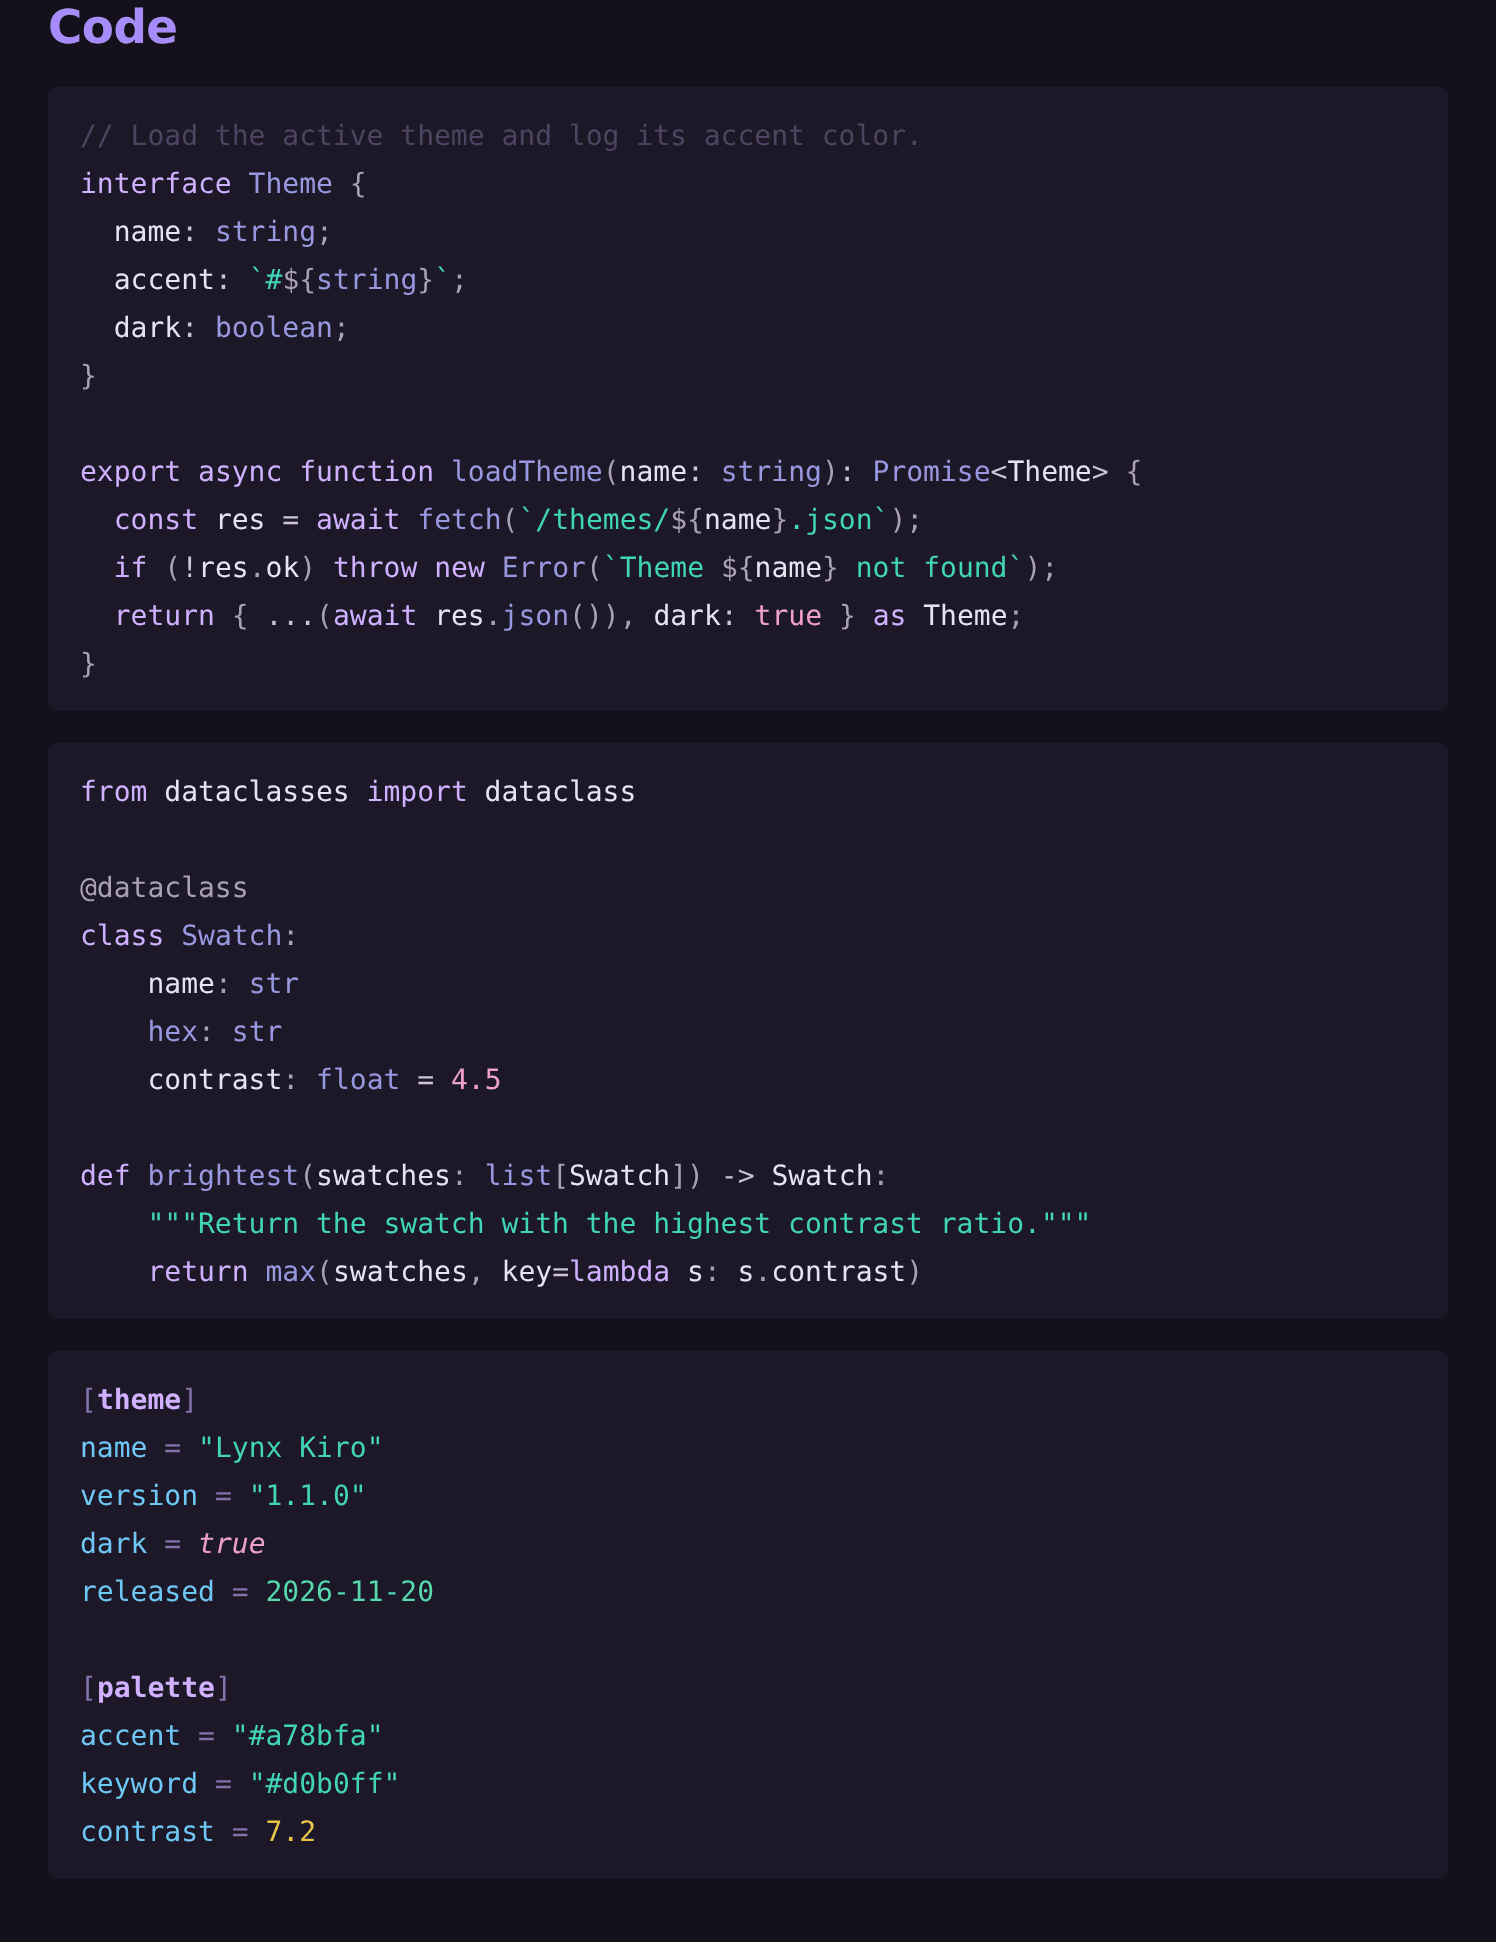 Code
// Load the active theme and log its accent color.
interface Theme {
  name: string;
  accent: `#${string}`;
  dark: boolean;
}

export async function loadTheme(name: string): Promise<Theme> {
  const res = await fetch(`/themes/${name}.json`);
  if (!res.ok) throw new Error(`Theme ${name} not found`);
  return { ...(await res.json()), dark: true } as Theme;
}

from dataclasses import dataclass

@dataclass
class Swatch:
    name: str
    hex: str
    contrast: float = 4.5

def brightest(swatches: list[Swatch]) -> Swatch:
    """Return the swatch with the highest contrast ratio."""
    return max(swatches, key=lambda s: s.contrast)

[theme]
name = "Lynx Kiro"
version = "1.1.0"
dark = true
released = 2026-11-20

[palette]
accent = "#a78bfa"
keyword = "#d0b0ff"
contrast = 7.2